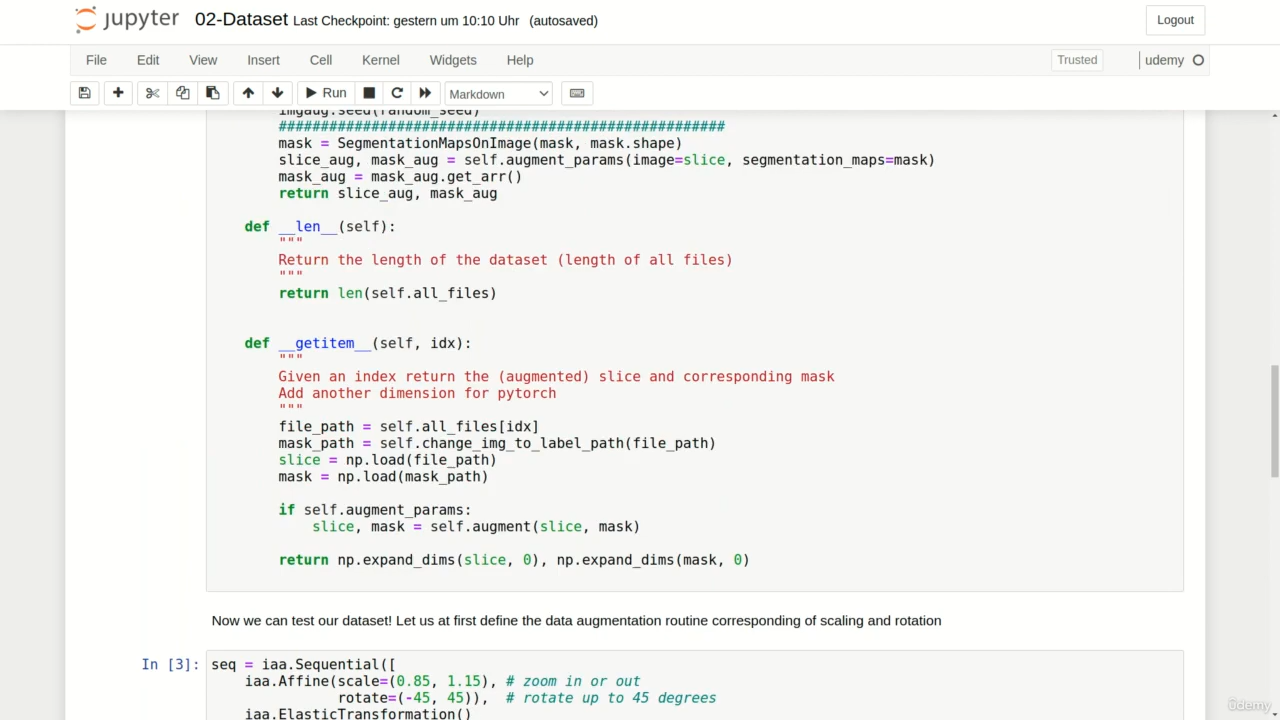 jupyter 02-Dataset Last Checkpoint: gestern um 10:10 Uhr (autosaved)
Logout
File Edit View Insert Cell Kernel Widgets Help
Trusted
udemy
Run
Markdown
imgaug.seed(random_seed)
#####################################################
mask = SegmentationMapsOnImage(mask, mask.shape)
slice_aug, mask_aug = self.augment_params(image=slice, segmentation_maps=mask)
mask_aug = mask_aug.get_arr()
return slice_aug, mask_aug
def __len__(self):
"""
Return the length of the dataset (length of all files)
"""
return len(self.all_files)
def __getitem__(self, idx):
"""
Given an index return the (augmented) slice and corresponding mask
Add another dimension for pytorch
"""
file_path = self.all_files[idx]
mask_path = self.change_img_to_label_path(file_path)
slice = np.load(file_path)
mask = np.load(mask_path)
if self.augment_params:
slice, mask = self.augment(slice, mask)
return np.expand_dims(slice, 0), np.expand_dims(mask, 0)
Now we can test our dataset! Let us at first define the data augmentation routine corresponding of scaling and rotation
In [3]: seq = iaa.Sequential([
iaa.Affine(scale=(0.85, 1.15), # zoom in or out
rotate=(-45, 45)), # rotate up to 45 degrees
iaa.ElasticTransformation()
ûdemy